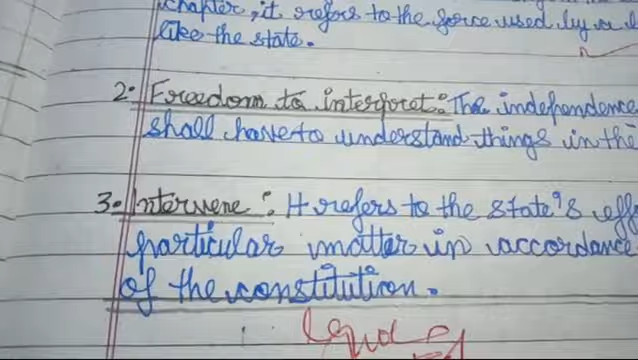 chapter, it refers to the force used by
like the state.
2. Freedom to interpret: The independence
shall have to understand things in the
3. Intervene: It refers to the state's
particular matter in accordance
of the constitution.